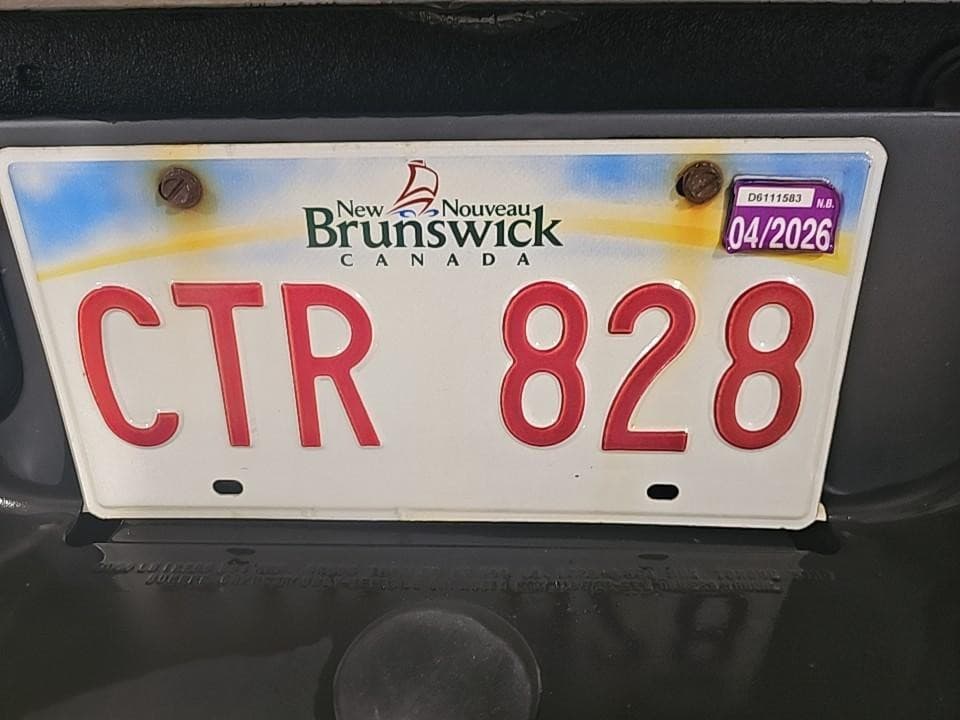 New Nouveau
Brunswick
CANADA
D6111583
N.B.
04/2026
CTR 828